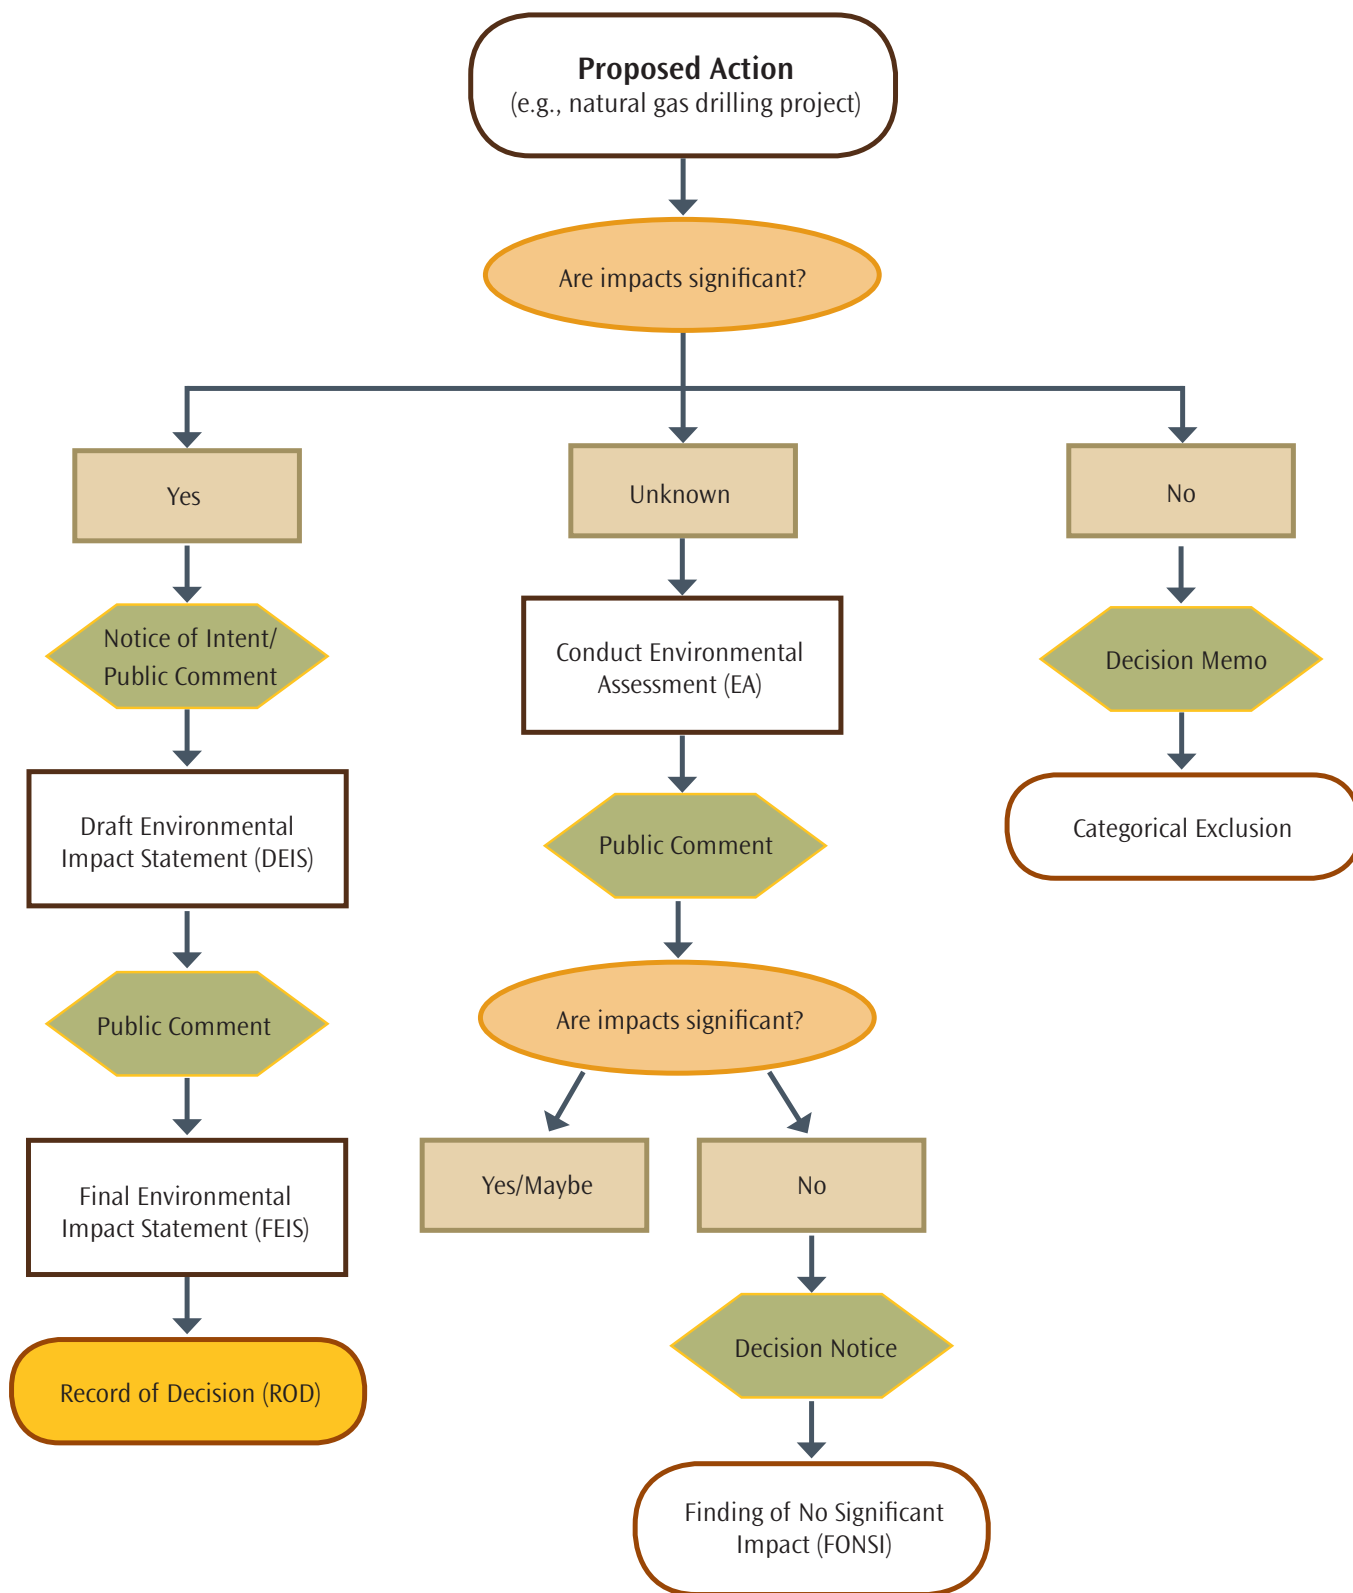 Proposed Action
(e.g., natural gas drilling project)
Are impacts significant?
Yes
Unknown
No
Notice of Intent/
Public Comment
Conduct Environmental
Assessment (EA)
Decision Memo
Draft Environmental
Impact Statement (DEIS)
Public Comment
Categorical Exclusion
Public Comment
Are impacts significant?
Final Environmental
Impact Statement (FEIS)
Yes/Maybe
No
Record of Decision (ROD)
Decision Notice
Finding of No Significant
Impact (FONSI)